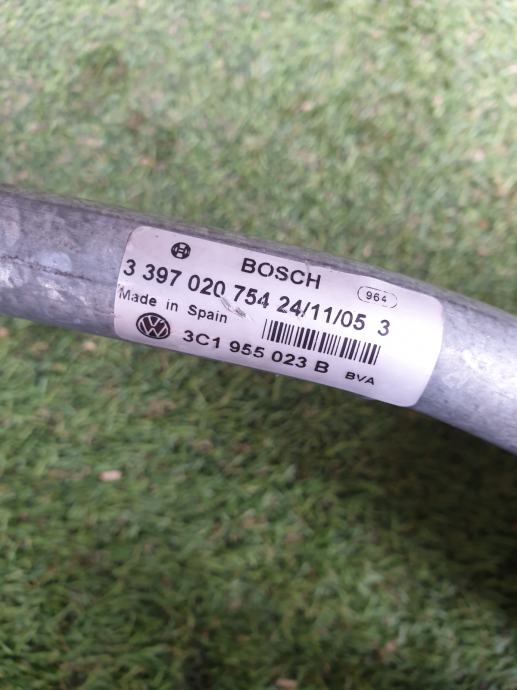 BOSCH
964
3 397 020 754 24/11/05 3
Made in Spain
3C1 955 023 B BVA